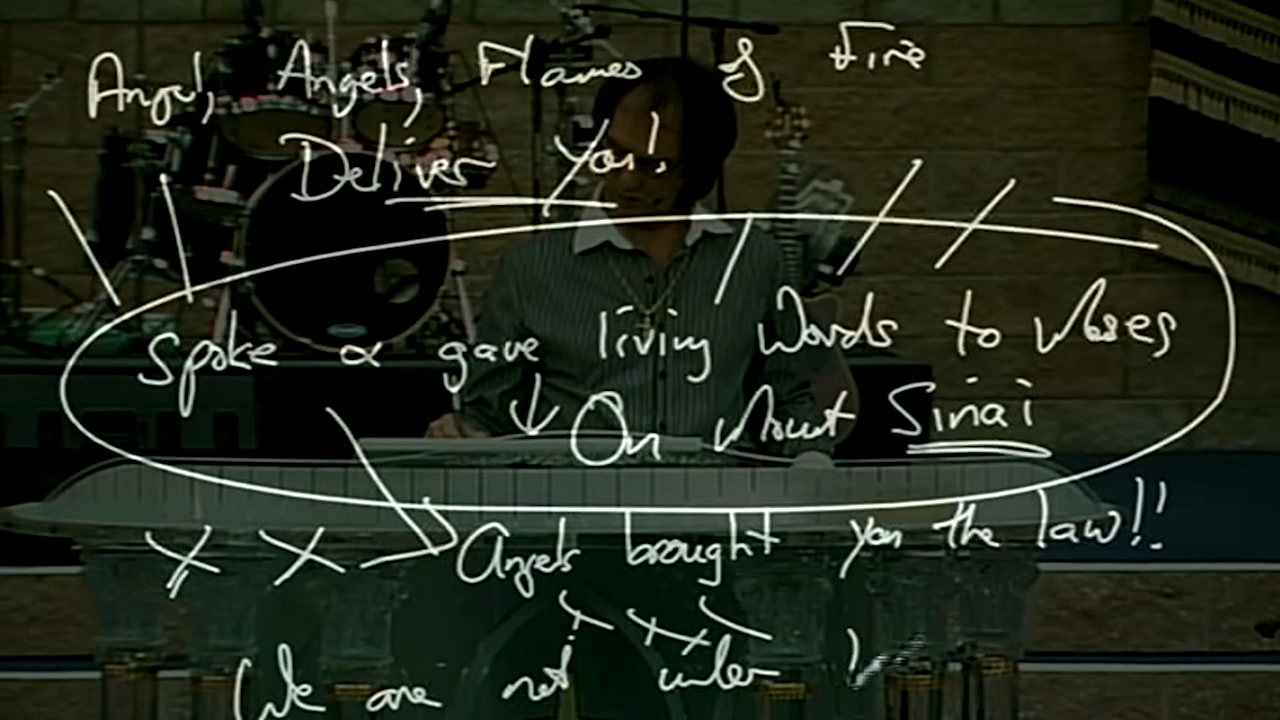 Angel, Angels, Flames of Fire
Deliver You!
Spoke & gave living Words to Moses
On Mount Sinai
X X Angels brought you the law!!
We are not under